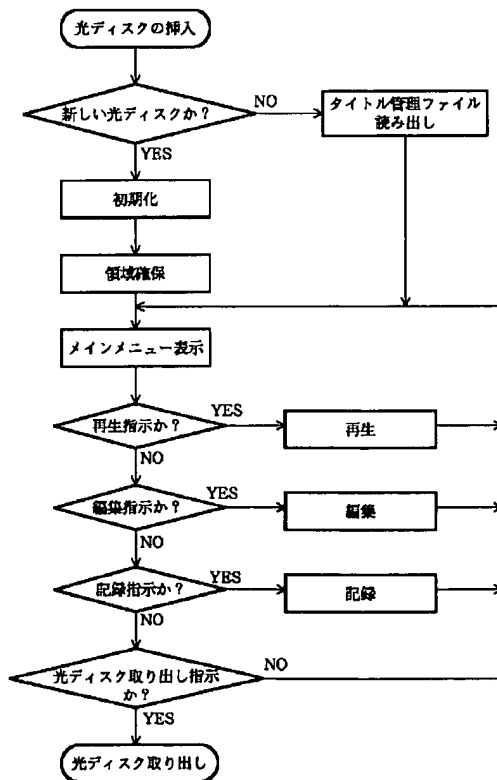 光ディスクの挿入
新しい光ディスクか？
NO
タイトル管理ファイル
読み出し
YES
初期化
領域確保
メインメニュー表示
再生指示か？
YES
再生
NO
編集指示か？
YES
編集
NO
記録指示か？
YES
記録
NO
光ディスク取り出し指示
か？
NO
YES
光ディスク取り出し